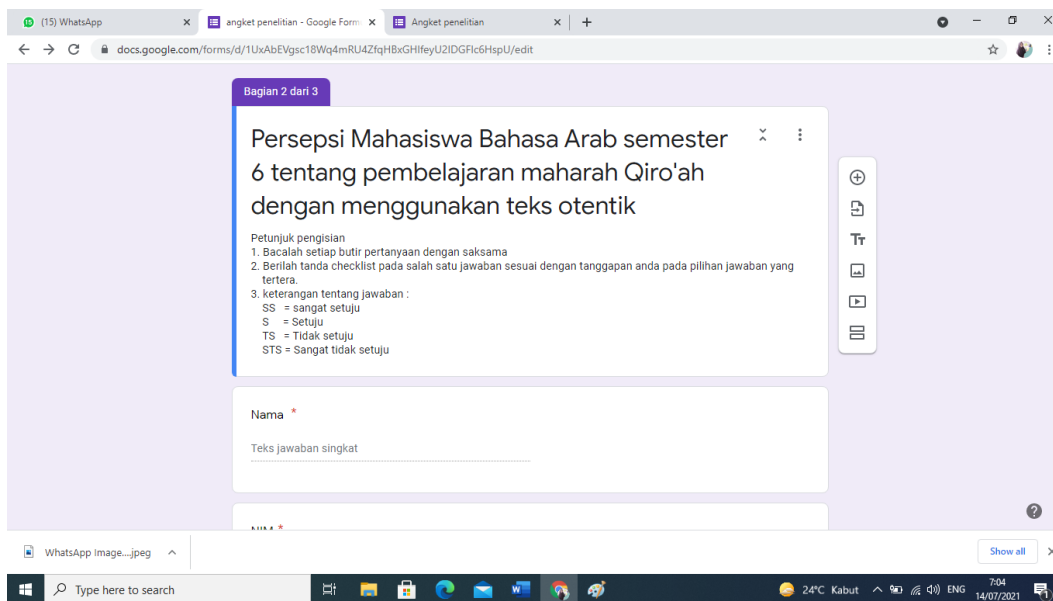 (15) WhatsApp
angket penelitian - Google Form
Angket penelitian
docs.google.com/forms/d/1UxAbEVgsc18Wq4mRU4ZfqHBxGHIfeyU2IDGFlc6HspU/edit
Bagian 2 dari 3
Persepsi Mahasiswa Bahasa Arab semester
6 tentang pembelajaran maharah Qiro'ah
dengan menggunakan teks otentik
Petunjuk pengisian
1. Bacalah setiap butir pertanyaan dengan saksama
2. Berilah tanda checklist pada salah satu jawaban sesuai dengan tanggapan anda pada pilihan jawaban yang
tertera.
3. keterangan tentang jawaban :
SS = sangat setuju
S = Setuju
TS = Tidak setuju
STS = Sangat tidak setuju
Nama *
Teks jawaban singkat
NIM *
WhatsApp Image....jpeg
Show all
Type here to search
24°C Kabut
ENG
7:04
14/07/2021